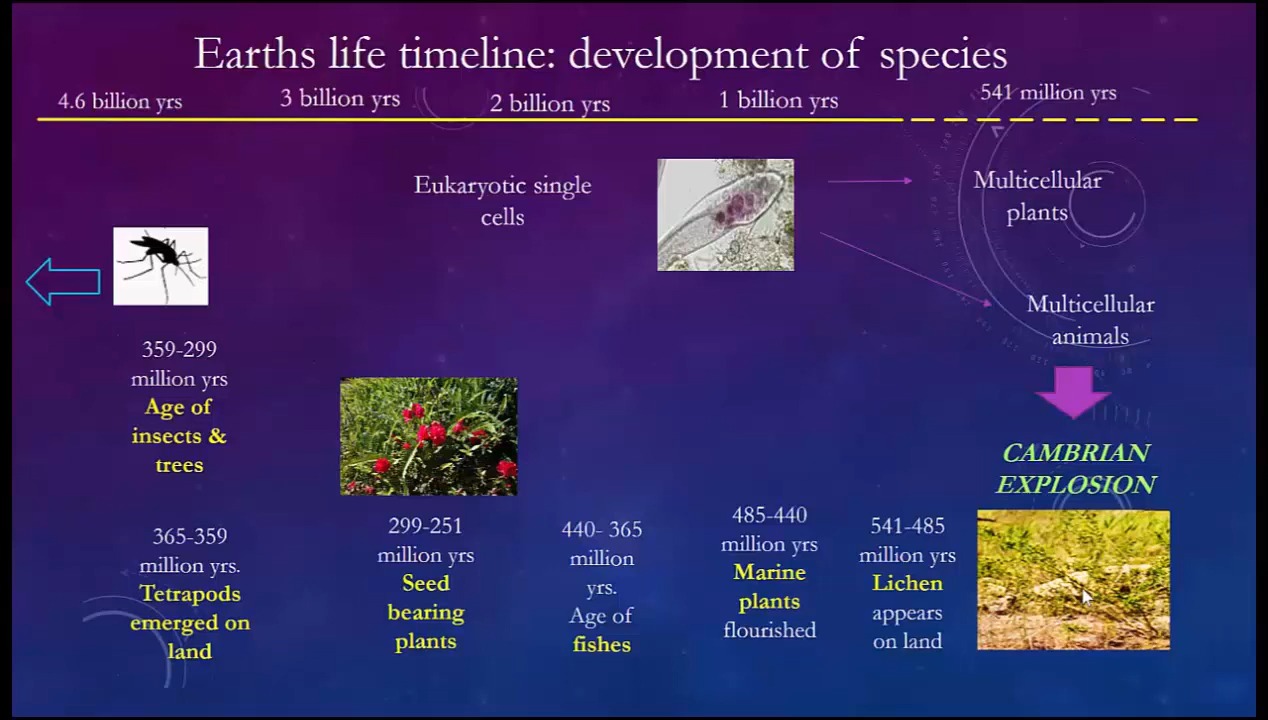 Earths life timeline: development of species
4.6 billion yrs
3 billion yrs
2 billion yrs
1 billion yrs
541 million yrs
Eukaryotic single
cells
Multicellular
plants
Multicellular
animals
CAMBRIAN
EXPLOSION
541-485
million yrs
Lichen
appears
on land
485-440
million yrs
Marine
plants
flourished
440- 365
million
yrs.
Age of
fishes
365-359
million yrs.
Tetrapods
emerged on
land
359-299
million yrs
Age of
insects &
trees
299-251
million yrs
Seed
bearing
plants